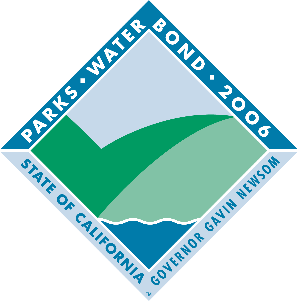 PARKS · WATER BOND · 2006
STATE OF CALIFORNIA
GOVERNOR GAVIN NEWSOM